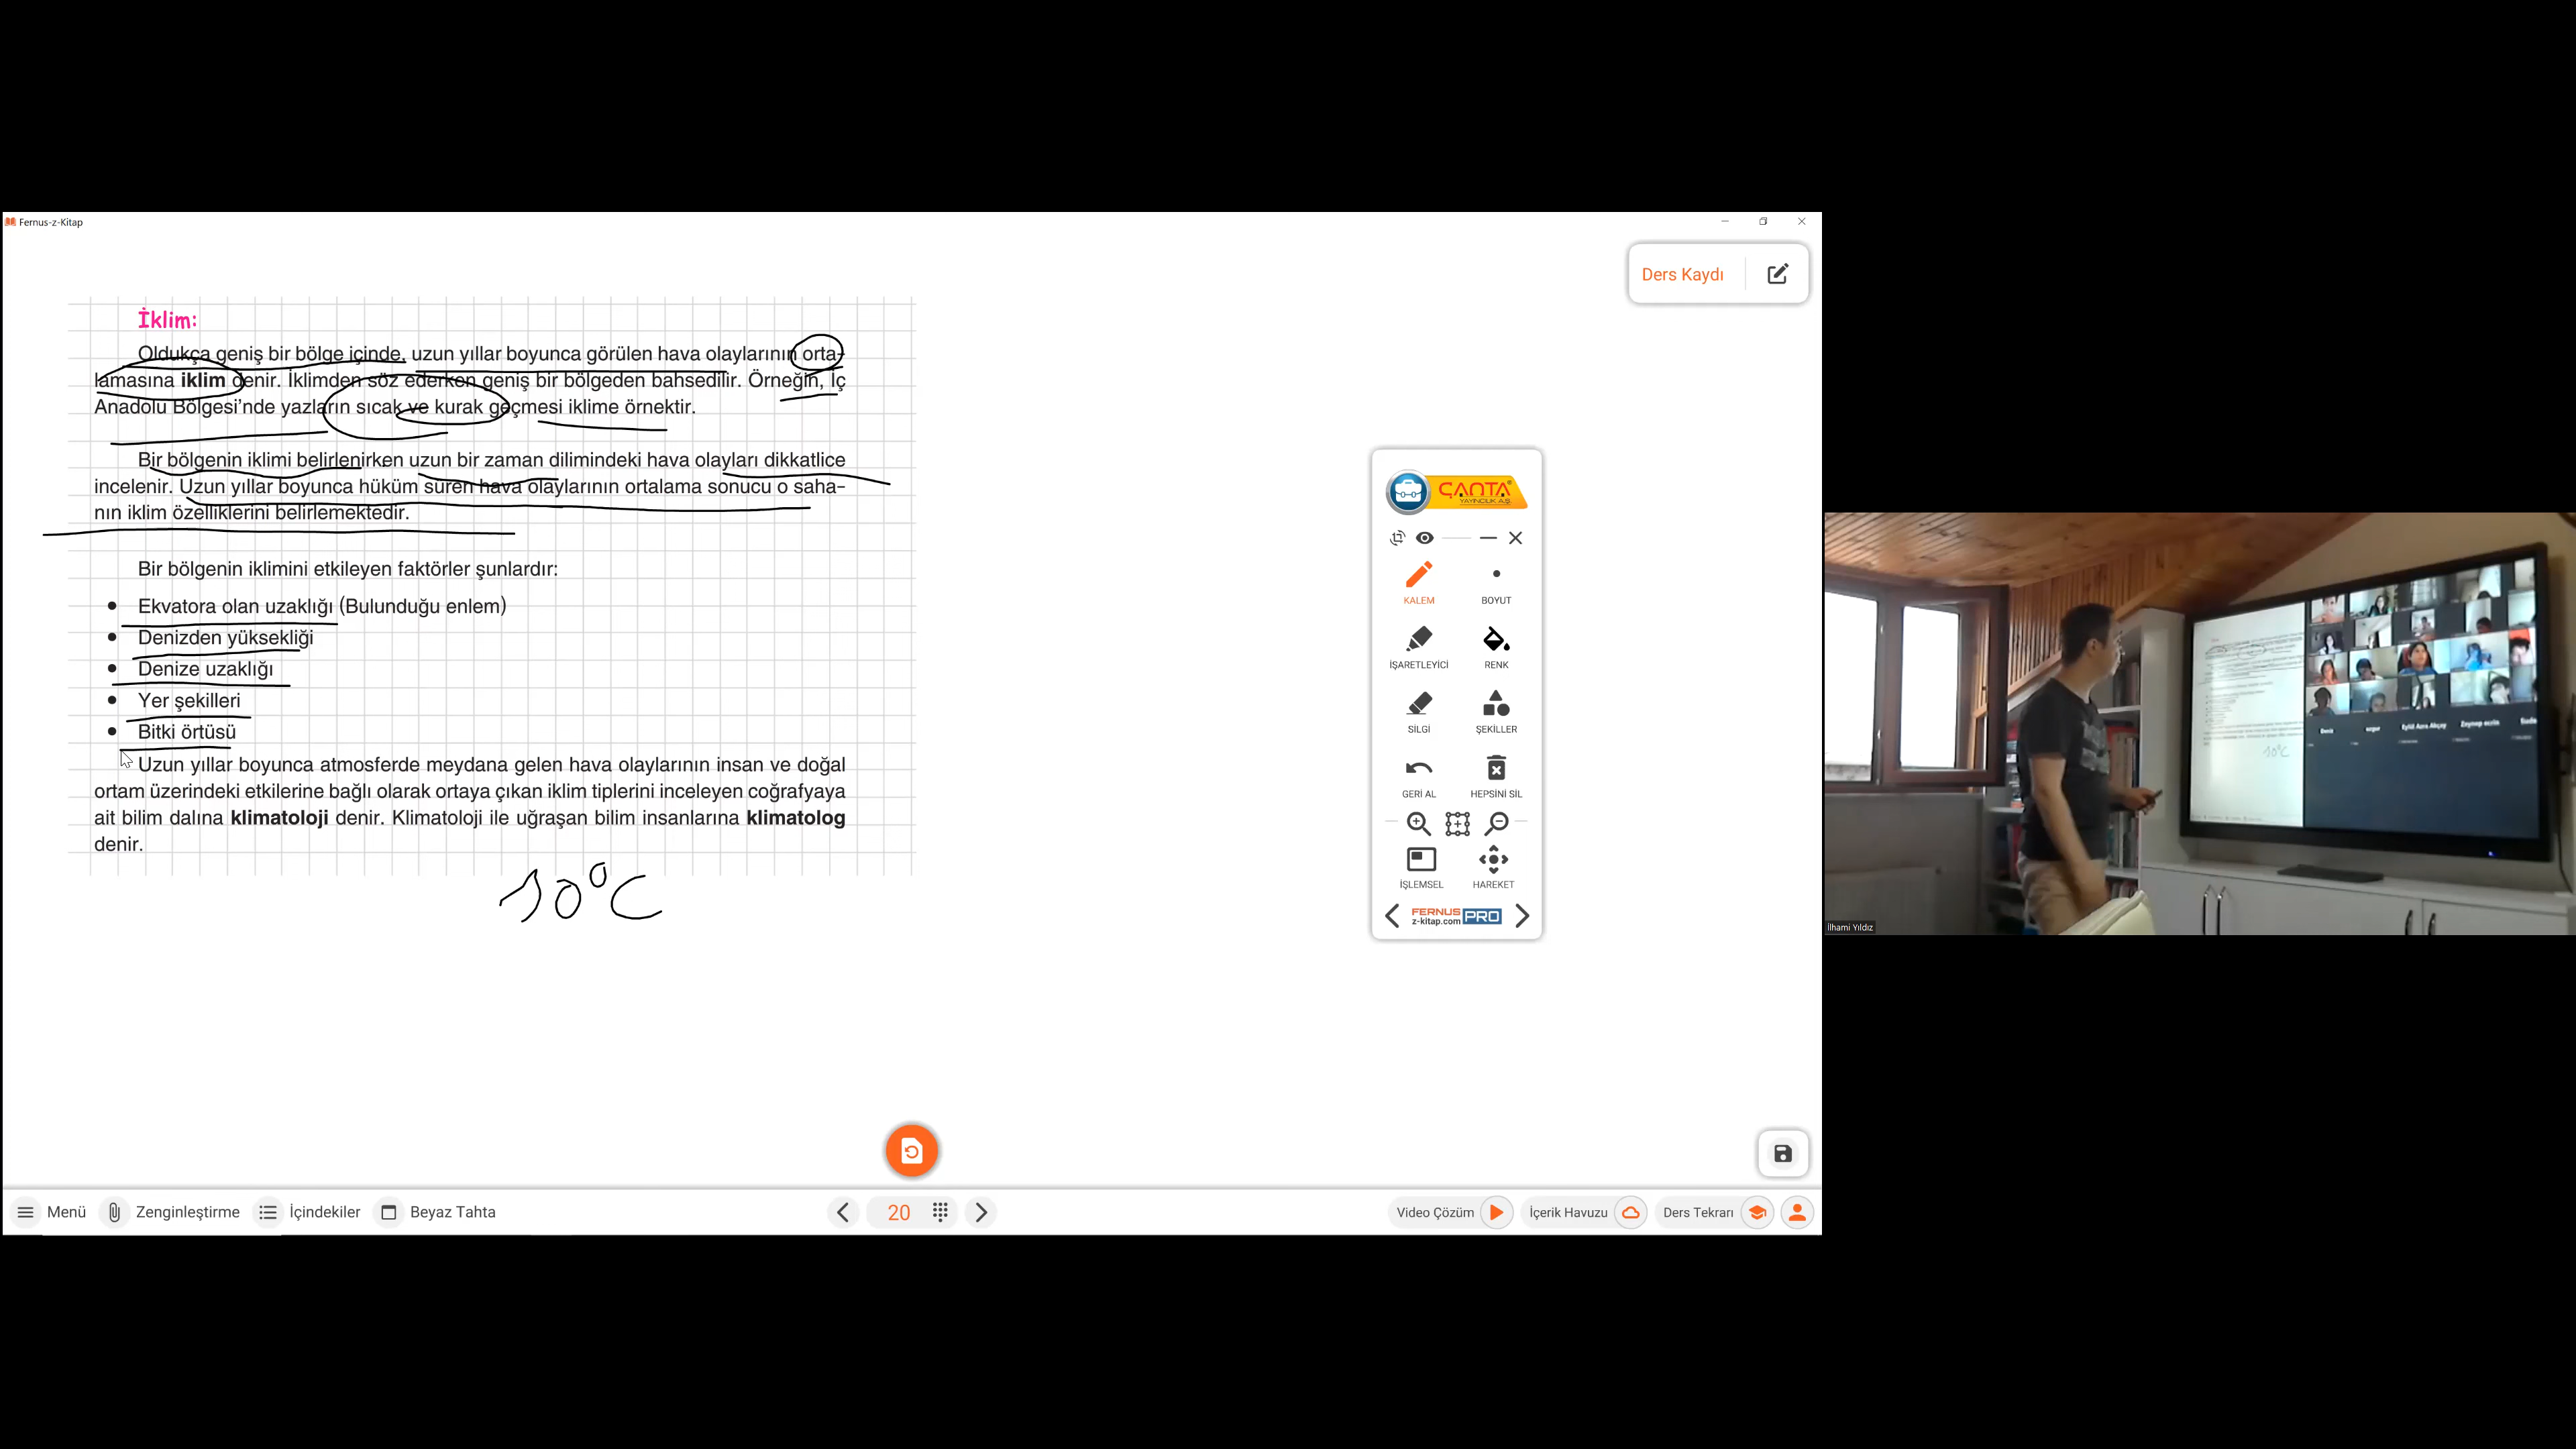 Fernus-z-Kitap
Ders Kaydı
İklim:
Oldukça geniş bir bölge içinde, uzun yıllar boyunca görülen hava olaylarının orta-
lamasına iklim denir. İklimden söz ederken geniş bir bölgeden bahsedilir. Örneğin, İç
Anadolu Bölgesi'nde yazların sıcak ve kurak geçmesi iklime örnektir.
Bir bölgenin iklimi belirlenirken uzun bir zaman dilimindeki hava olayları dikkatlice
incelenir. Uzun yıllar boyunca hüküm süren hava olaylarının ortalama sonucu o saha-
nın iklim özelliklerini belirlemektedir.
Bir bölgenin iklimini etkileyen faktörler şunlardır:
• Ekvatora olan uzaklığı (Bulunduğu enlem)
• Denizden yüksekliği
• Denize uzaklığı
• Yer şekilleri
• Bitki örtüsü
Uzun yıllar boyunca atmosferde meydana gelen hava olaylarının insan ve doğal
ortam üzerindeki etkilerine bağlı olarak ortaya çıkan iklim tiplerini inceleyen coğrafyaya
ait bilim dalına klimatoloji denir. Klimatoloji ile uğraşan bilim insanlarına klimatolog
denir.
10°C
ÇANTA
YAYINCILIK A.Ş.
KALEM
BOYUT
İŞARETLEYİCİ
RENK
SİLGİ
ŞEKİLLER
GERİ AL
HEPSİNİ SİL
İŞLEMSEL
HAREKET
FERNUS
z-kitap.com
PRO
Deniz
Eylül Azra Akçay
Zeynep ecrin
10°C
İlhami Yıldız
Menü
Zenginleştirme
İçindekiler
Beyaz Tahta
20
Video Çözüm
İçerik Havuzu
Ders Tekrarı